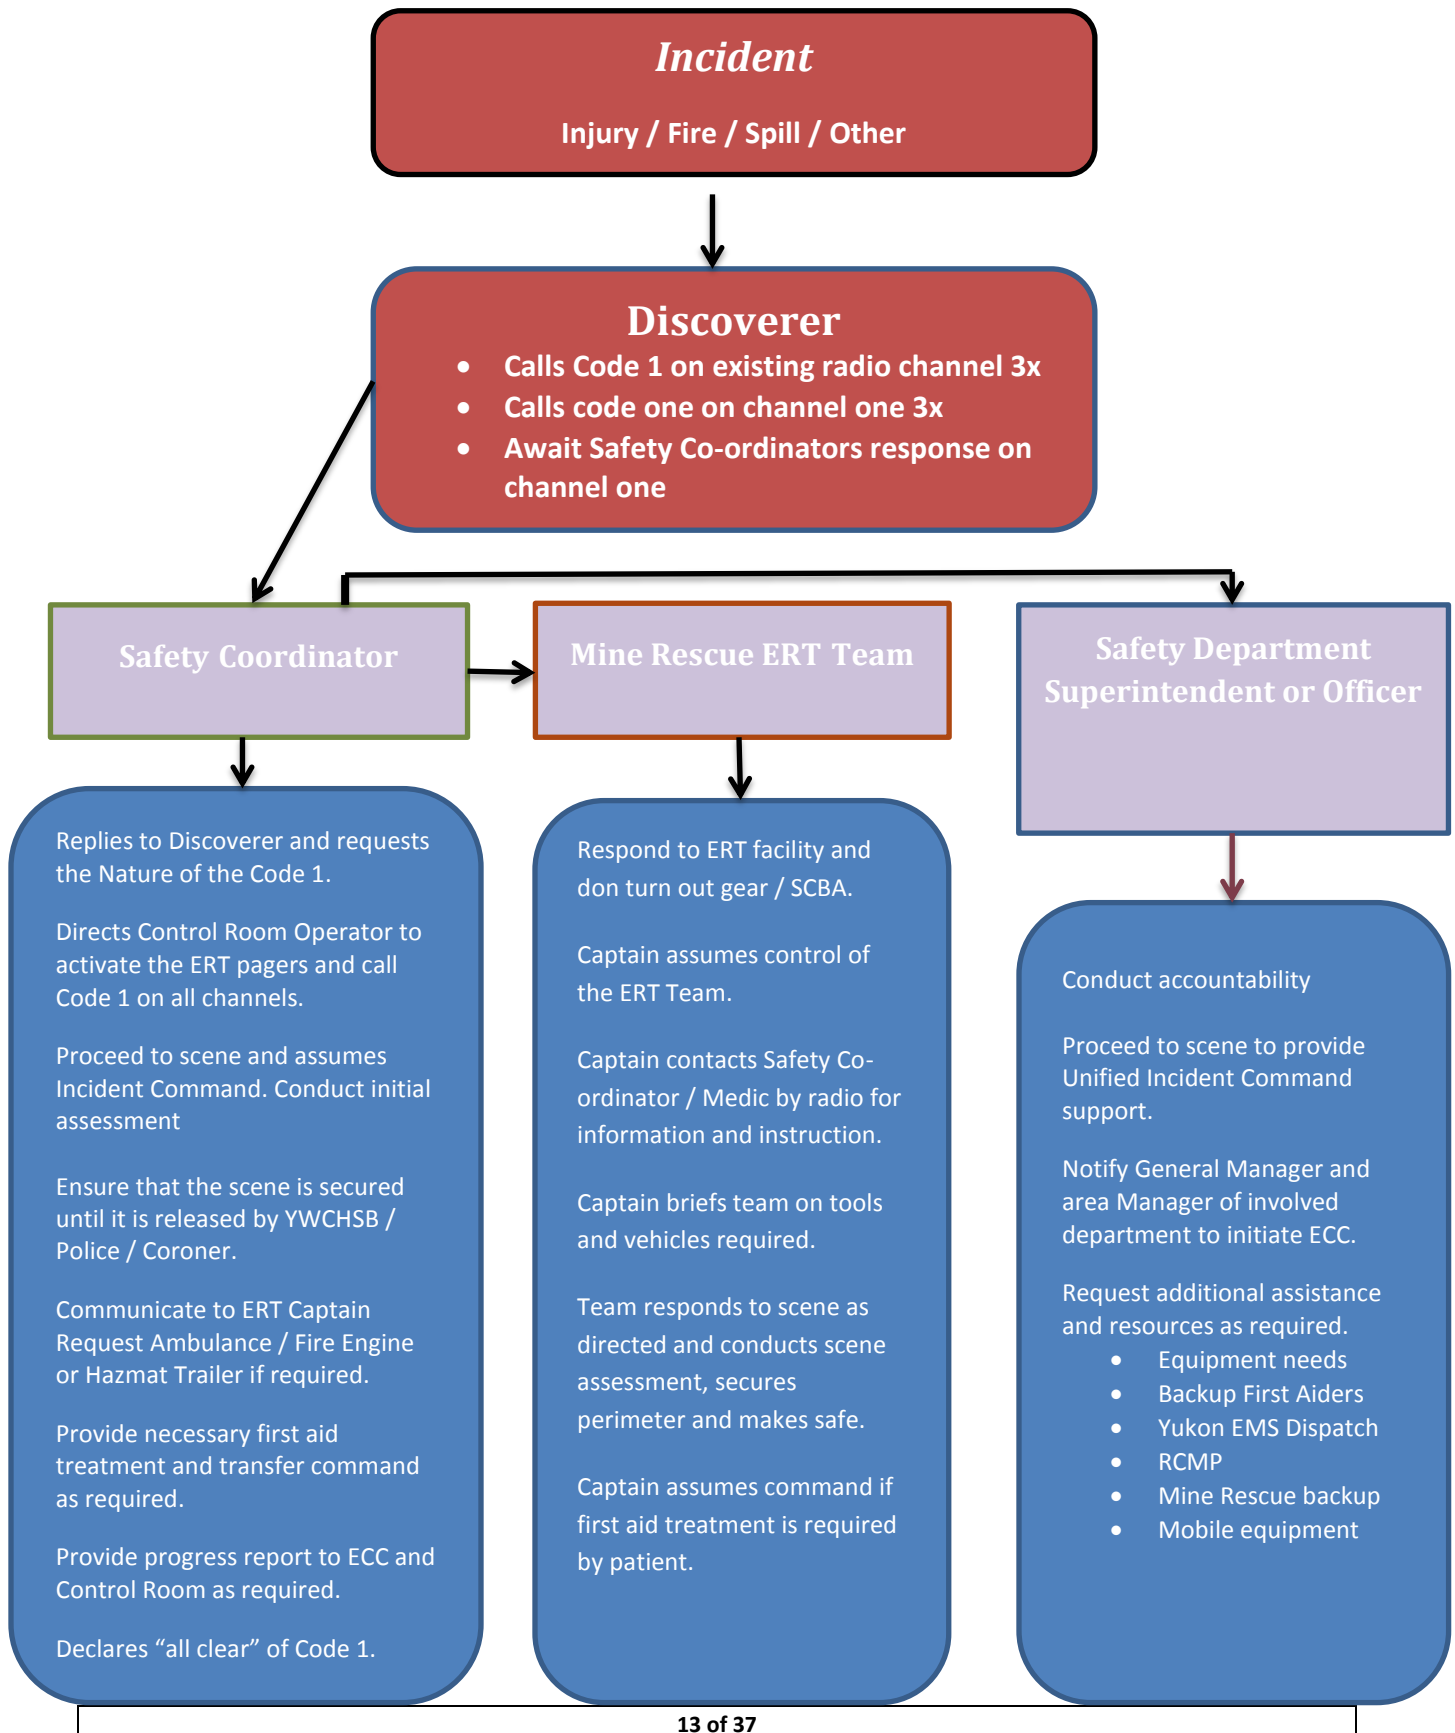 Incident
Injury / Fire / Spill / Other
Discoverer
• Calls Code 1 on existing radio channel 3x
• Calls code one on channel one 3x
• Await Safety Co-ordinators response on
channel one
Safety Coordinator
Mine Rescue ERT Team
Safety Department
Superintendent or Officer
Replies to Discoverer and requests
the Nature of the Code 1.
Directs Control Room Operator to
activate the ERT pagers and call
Code 1 on all channels.
Proceed to scene and assumes
Incident Command. Conduct initial
assessment
Ensure that the scene is secured
until it is released by YWCHSB /
Police / Coroner.
Communicate to ERT Captain
Request Ambulance / Fire Engine
or Hazmat Trailer if required.
Provide necessary first aid
treatment and transfer command
as required.
Provide progress report to ECC and
Control Room as required.
Declares “all clear” of Code 1.
Respond to ERT facility and
don turn out gear / SCBA.
Captain assumes control of
the ERT Team.
Captain contacts Safety Co-
ordinator / Medic by radio for
information and instruction.
Captain briefs team on tools
and vehicles required.
Team responds to scene as
directed and conducts scene
assessment, secures
perimeter and makes safe.
Captain assumes command if
first aid treatment is required
by patient.
Conduct accountability
Proceed to scene to provide
Unified Incident Command
support.
Notify General Manager and
area Manager of involved
department to initiate ECC.
Request additional assistance
and resources as required.
• Equipment needs
• Backup First Aiders
• Yukon EMS Dispatch
• RCMP
• Mine Rescue backup
• Mobile equipment
13 of 37